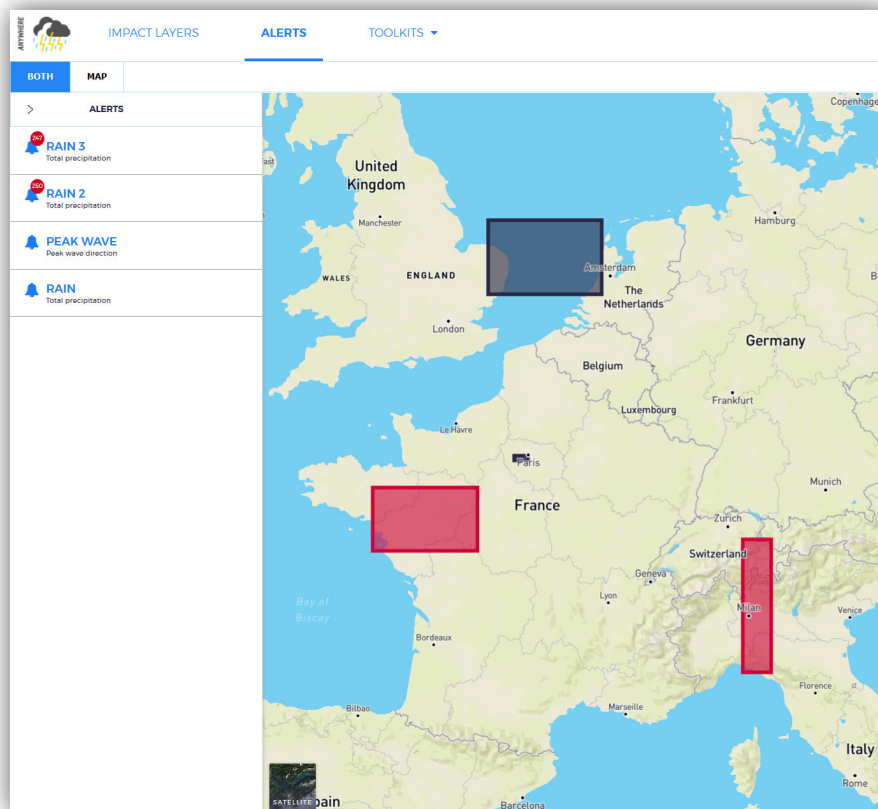 ANYWHERE
IMPACT LAYERS
ALERTS
TOOLKITS
BOTH
MAP
ALERTS
247
RAIN 3
Total precipitation
260
RAIN 2
Total precipitation
PEAK WAVE
Peak wave direction
RAIN
Total precipitation
Copenhage
fast
United
Kingdom
Manchester
Hamburg
WALES
ENGLAND
Amsterdam
B
The
Netherlands
London
Germany
Belgium
Frankfurt
Luxembourg
Le Havre
Paris
Munich
France
Zurich
Switzerland
Geneva
Lyon
Milan
Venice
Bay of
Biscay
Bordeaux
Florence
Bilbao
Marseille
Italy
Rome
SATELLITE
pain
Barcelona